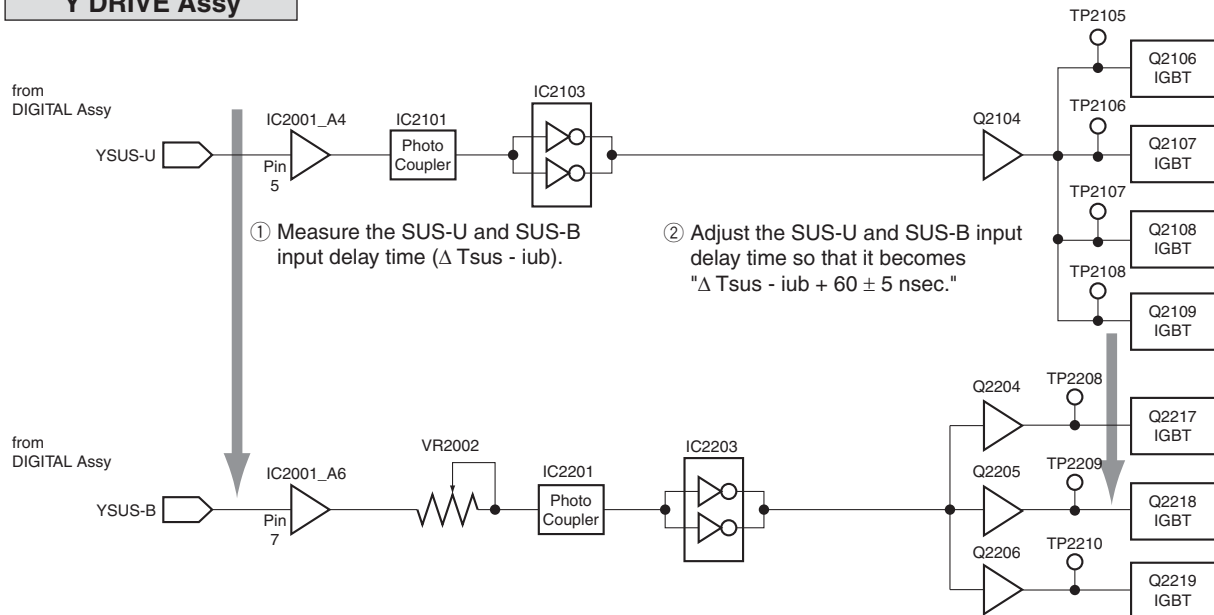 Y DRIVE Assy
from
DIGITAL Assy
YSUS-U
Pin
5
IC2001_A4
IC2101
Photo
Coupler
IC2103
Q2104
TP2105
Q2106
IGBT
TP2106
Q2107
IGBT
TP2107
Q2108
IGBT
TP2108
Q2109
IGBT
① Measure the SUS-U and SUS-B
input delay time (Δ Tsus - iub).
② Adjust the SUS-U and SUS-B input
delay time so that it becomes
"Δ Tsus - iub + 60 ± 5 nsec."
from
DIGITAL Assy
YSUS-B
Pin
7
IC2001_A6
VR2002
IC2201
Photo
Coupler
IC2203
Q2204
TP2208
Q2217
IGBT
Q2205
TP2209
Q2218
IGBT
Q2206
TP2210
Q2219
IGBT